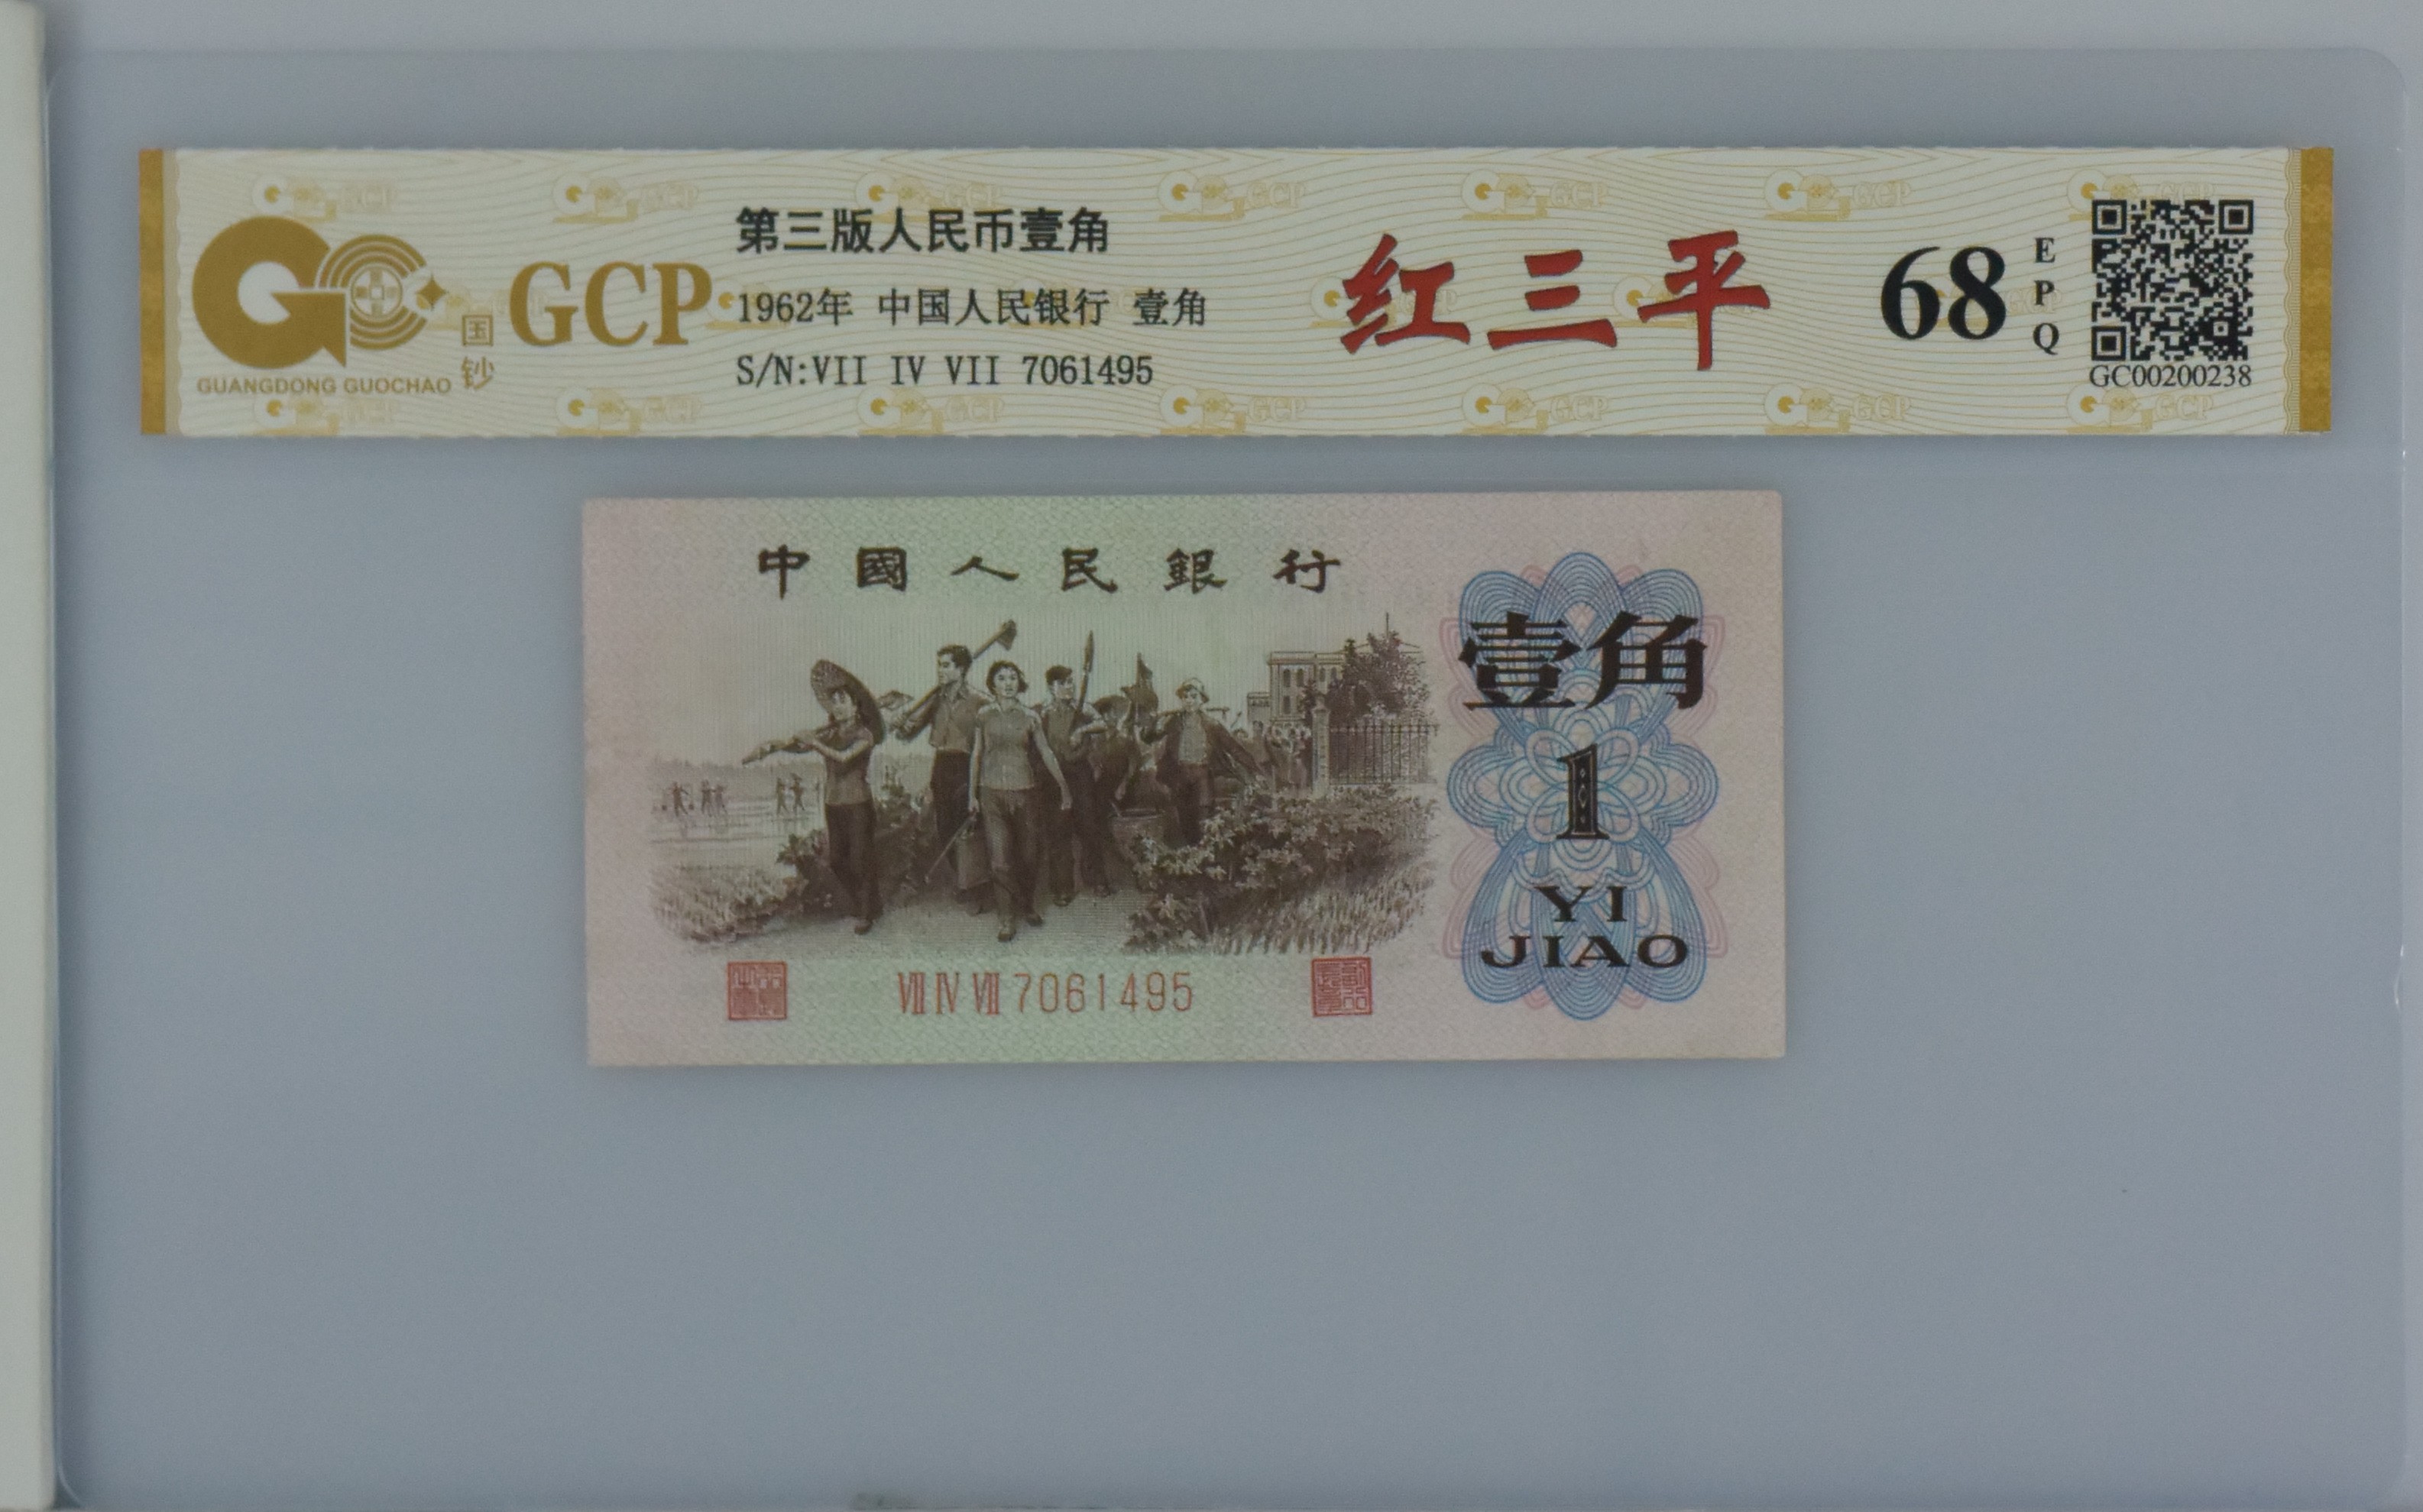 GUANGDONG GUOCHAO
国钞
GCP
第三版人民币壹角
1962年 中国人民银行 壹角
S/N:VII IV VII 7061495
红三平
68
EPQ
GC00200238
中國人民銀行
壹角
1
YI
JIAO
VII IV VII 7061495